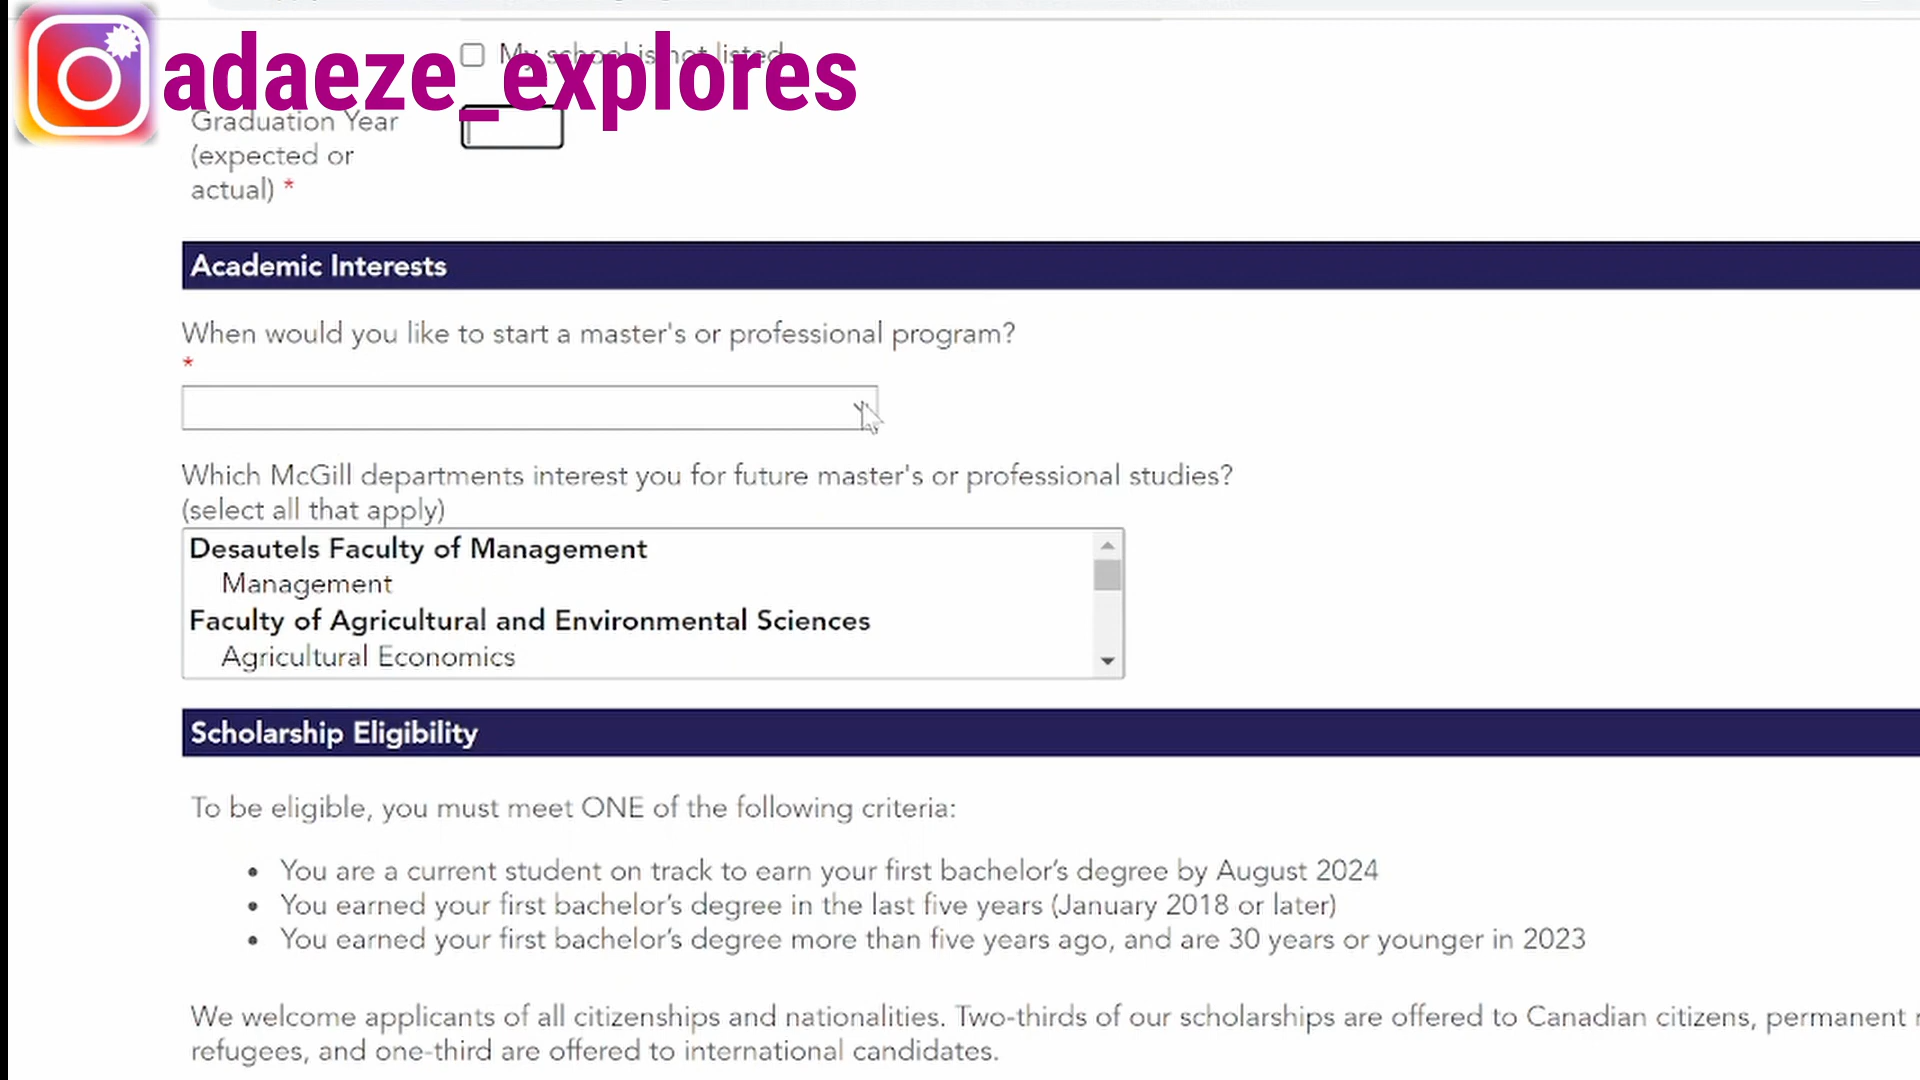 My school is not listed
adaeze_explores
Graduation Year
(expected or
actual) *
Academic Interests
When would you like to start a master's or professional program?
*
Which McGill departments interest you for future master's or professional studies?
(select all that apply)
Desautels Faculty of Management
Management
Faculty of Agricultural and Environmental Sciences
Agricultural Economics
Scholarship Eligibility
To be eligible, you must meet ONE of the following criteria:
• You are a current student on track to earn your first bachelor’s degree by August 2024
• You earned your first bachelor’s degree in the last five years (January 2018 or later)
• You earned your first bachelor’s degree more than five years ago, and are 30 years or younger in 2023
We welcome applicants of all citizenships and nationalities. Two-thirds of our scholarships are offered to Canadian citizens, permanent
refugees, and one-third are offered to international candidates.